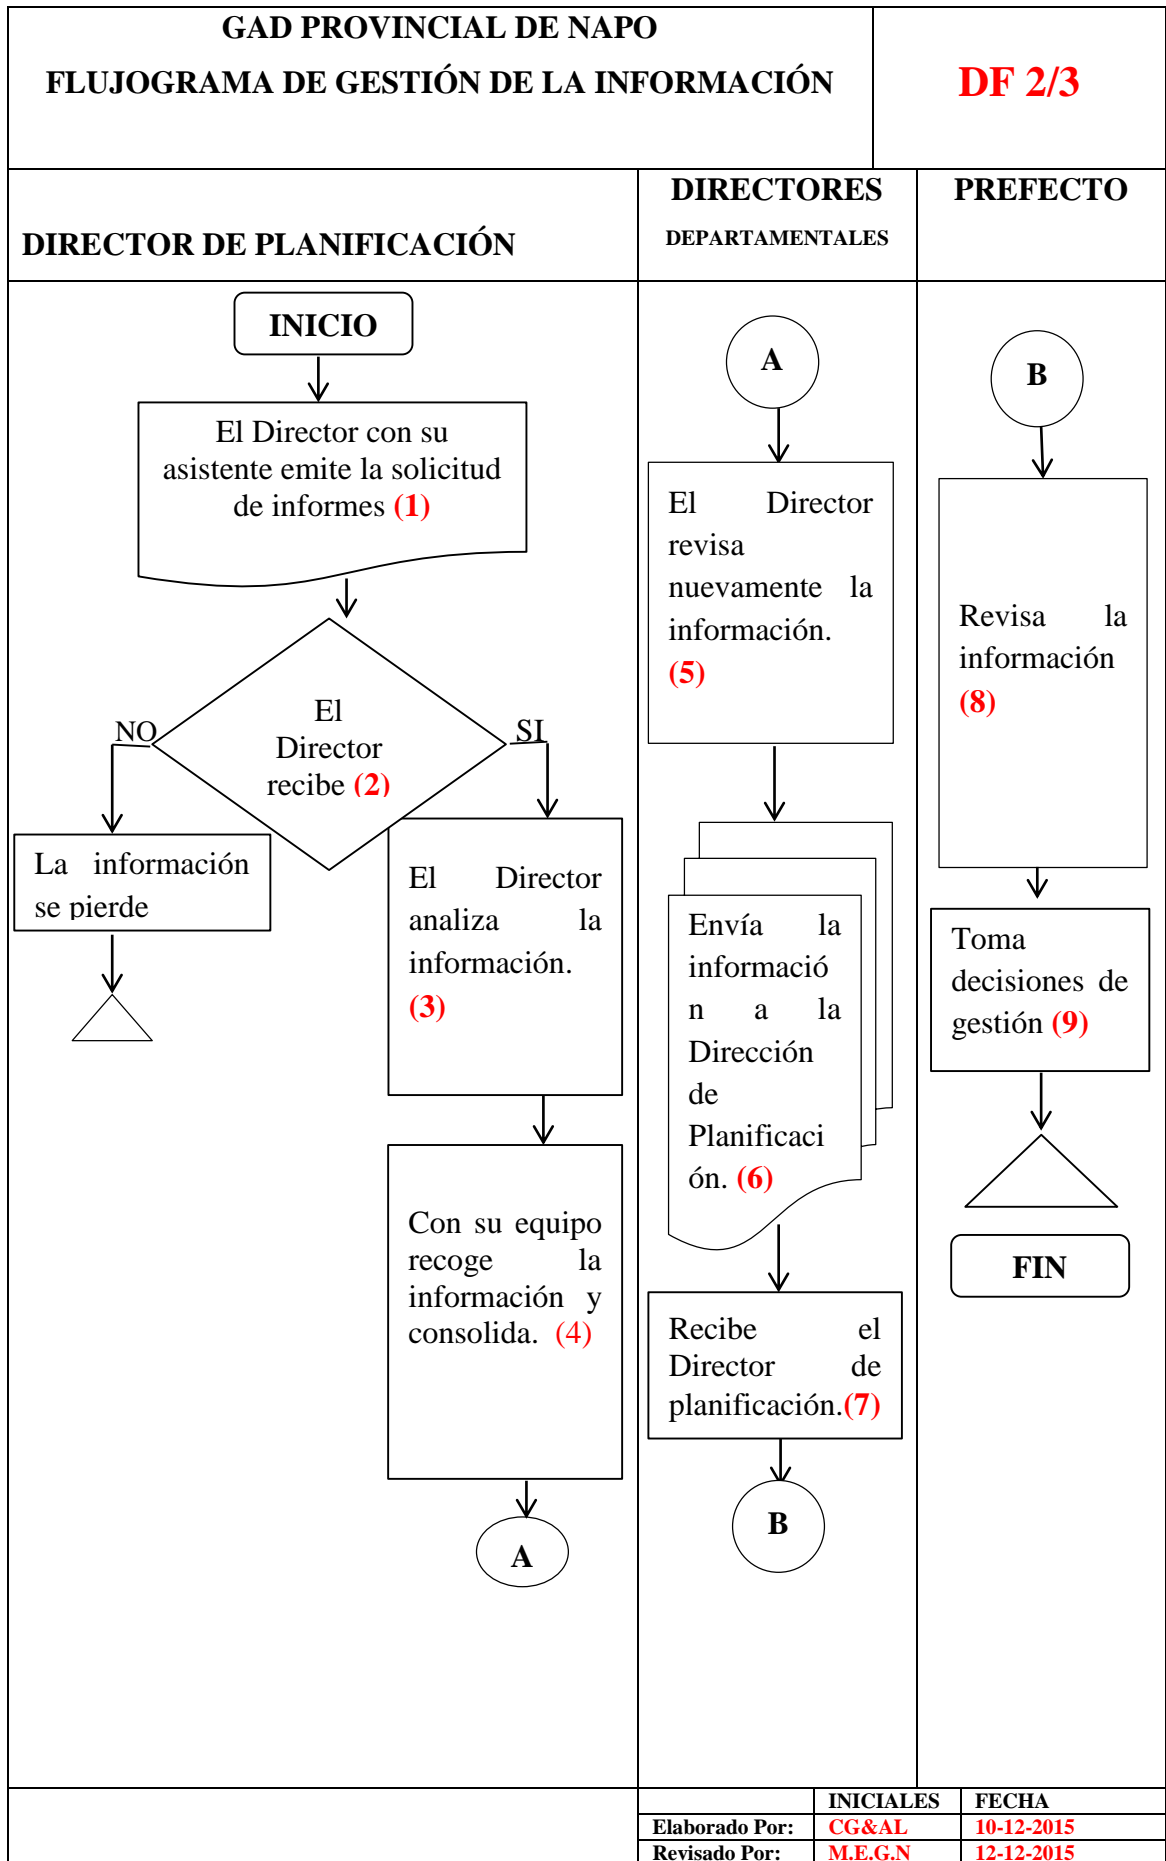 GAD PROVINCIAL DE NAPO
FLUJOGRAMA DE GESTIÓN DE LA INFORMACIÓN
DF 2/3
DIRECTOR DE PLANIFICACIÓN
DIRECTORES
DEPARTAMENTALES
PREFECTO
INICIO
El Director con su
asistente emite la solicitud
de informes (1)
El
Director
recibe (2)
NO
SI
La información
se pierde
El Director
analiza la
información.
(3)
Con su equipo
recoge la
información y
consolida. (4)
A
A
El Director
revisa
nuevamente la
información.
(5)
Envía la
informació
n a la
Dirección
de
Planificaci
ón. (6)
Recibe el
Director de
planificación.(7)
B
B
Revisa la
información
(8)
Toma
decisiones de
gestión (9)
FIN
INICIALES FECHA
Elaborado Por: CG&AL 10-12-2015
Revisado Por: M.E.G.N 12-12-2015